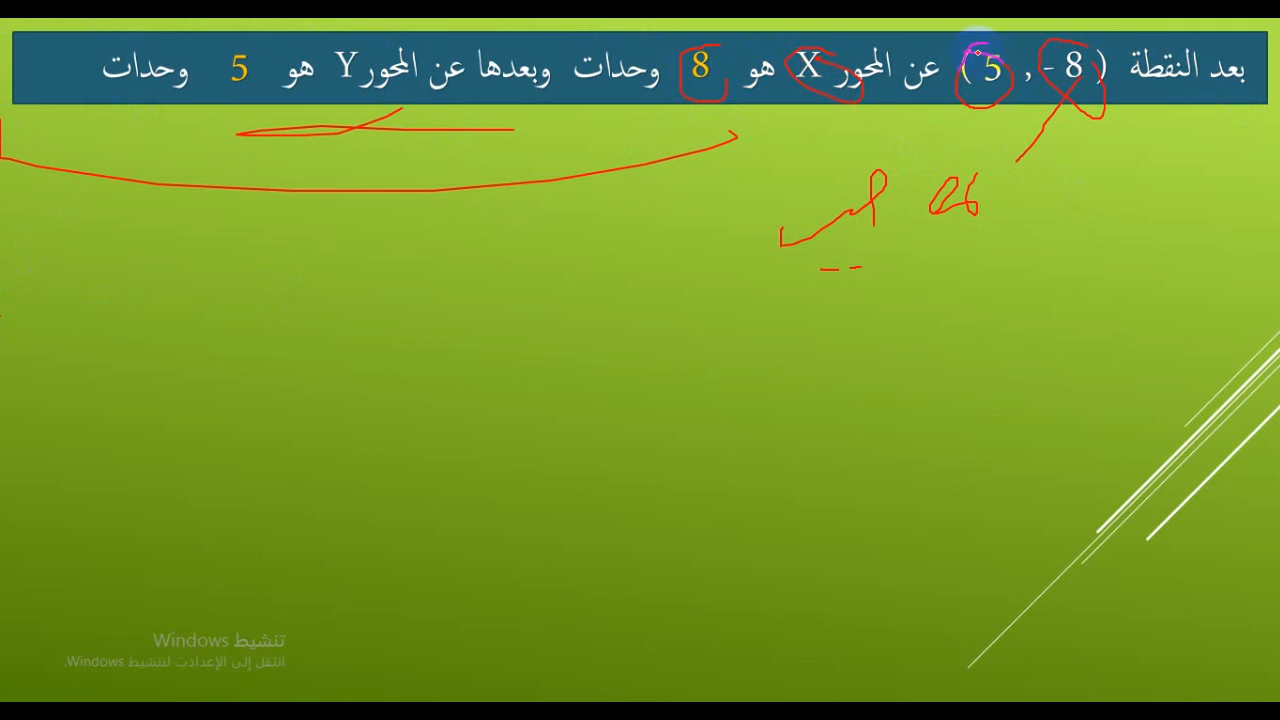 بعد النقطة (5 , -8) عن المحور X هو 8 وحدات وبعدها عن المحور Y هو 5 وحدات
تنشيط Windows
انتقل إلى الإعدادات لتنشيط Windows.